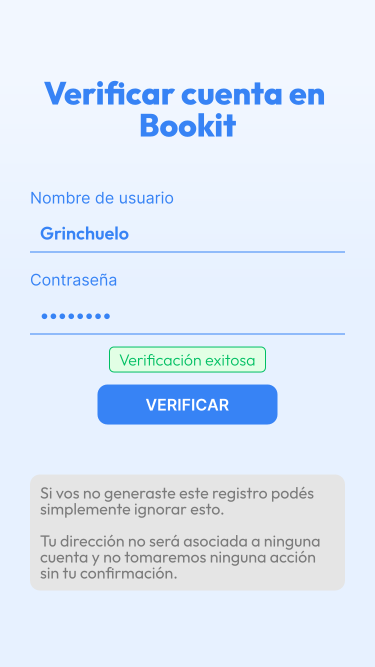 Verificar cuenta en
Bookit
Nombre de usuario
Grinchuelo
Contraseña
••••••••
Verificación exitosa
VERIFICAR
Si vos no generaste este registro podés
simplemente ignorar esto.
Tu dirección no será asociada a ninguna
cuenta y no tomaremos ninguna acción
sin tu confirmación.